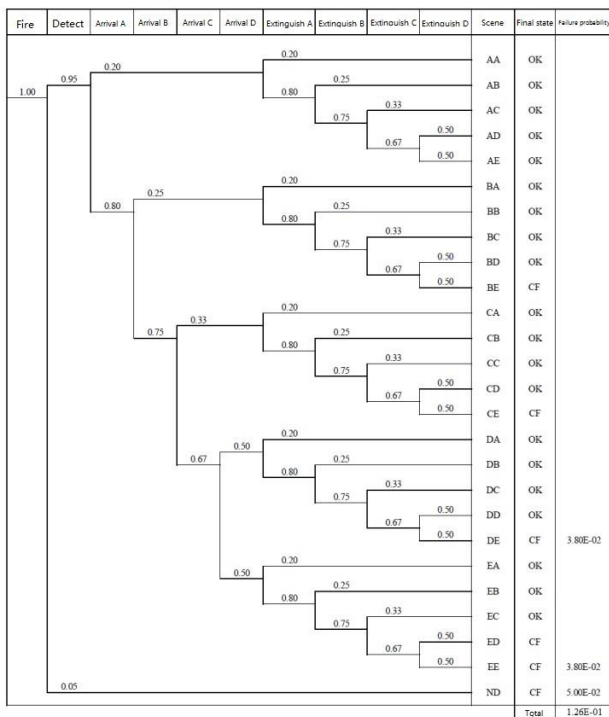 Fire Detect Arrival A Arrival B Arrival C Arrival D Extinguish A Extinguish B Extinguish C Extinguish D Scene Final state Failure probability
0.20 AA OK
0.95 0.20
1.00 0.80 0.25 AB OK
0.75 0.33 AC OK
0.67 0.50 AD OK
0.50 AE OK
0.20 BA OK
0.25
0.80 0.80 0.25 BB OK
0.75 0.33 BC OK
0.67 0.50 BD OK
0.50 BE CF
0.20 CA OK
0.75 0.33
0.80 0.25 CB OK
0.75 0.33 CC OK
0.67 0.50 CD OK
0.50 CE CF
0.20 DA OK
0.67 0.50
0.80 0.25 DB OK
0.75 0.33 DC OK
0.67 0.50 DD OK
0.50 DE CF 3.80E-02
0.20 EA OK
0.50
0.80 0.25 EB OK
0.75 0.33 EC OK
0.67 0.50 ED CF
0.50 EE CF 3.80E-02
0.05 ND CF 5.00E-02
Total 1.26E-01